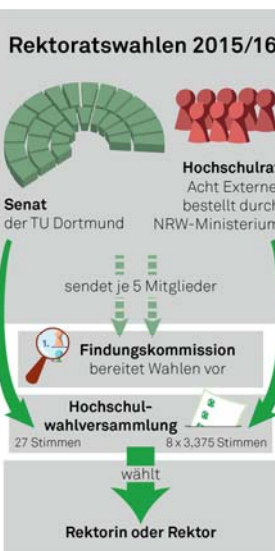 Rektoratswahlen 2015/16
Senat
der TU Dortmund
Hochschulrat
Acht Externe
bestellt durch
NRW-Ministerium
sendet je 5 Mitglieder
1.
Findungskommission
bereitet Wahlen vor
Hochschul-
wahlversammlung
27 Stimmen
8 x 3,375 Stimmen
wählt
Rektorin oder Rektor